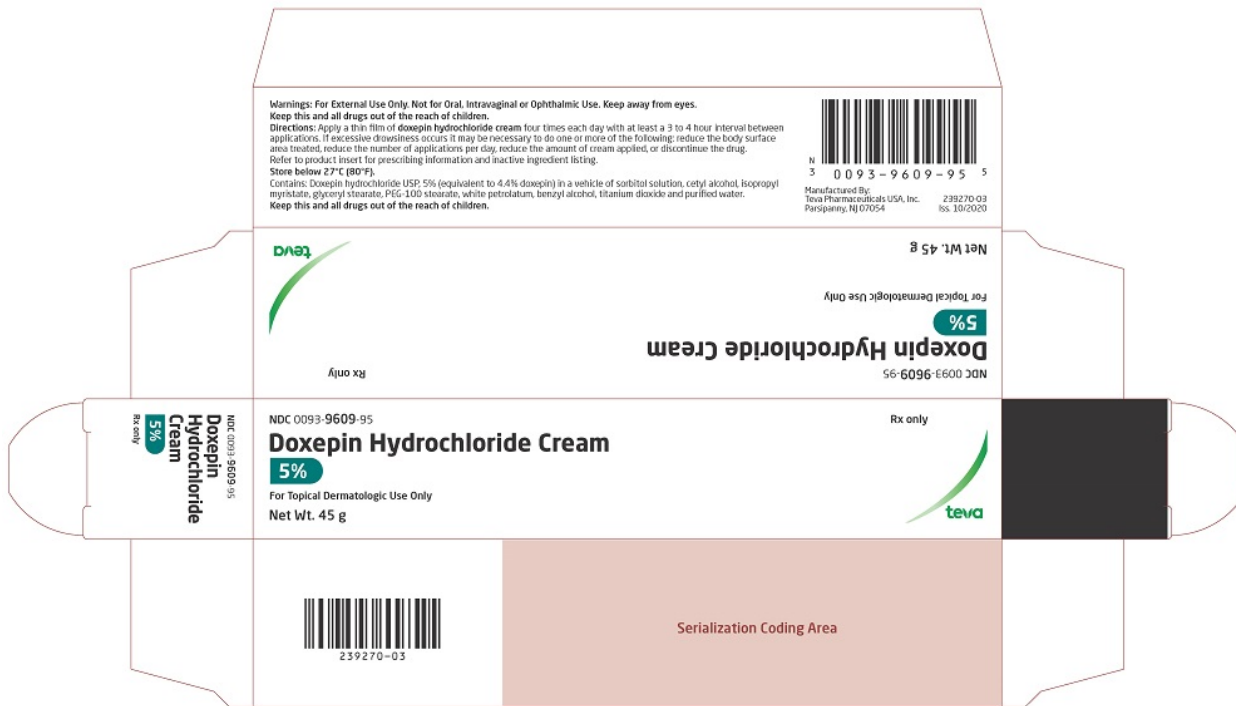 Warnings: For External Use Only. Not for Oral, Intravaginal or Ophthalmic Use. Keep away from eyes.
Keep this and all drugs out of the reach of children.
Directions: Apply a thin film of doxepin hydrochloride cream four times each day with at least a 3 to 4 hour interval between
applications. If excessive drowsiness occurs it may be necessary to do one or more of the following: reduce the body surface
area treated, reduce the number of applications per day, reduce the amount of cream applied, or discontinue the drug.
Refer to product insert for prescribing information and inactive ingredient listing.
Store below 27°C (80°F).
Contains: Doxepin hydrochloride USP, 5% (equivalent to 4.4% doxepin) in a vehicle of sorbitol solution, cetyl alcohol, isopropyl
myristate, glyceryl stearate, PEG-100 stearate, white petrolatum, benzyl alcohol, titanium dioxide and purified water.
Keep this and all drugs out of the reach of children.
N
3 0093-9609-95 5
Manufactured By:
Teva Pharmaceuticals USA, Inc. 239270-03
Parsipanny, NJ 07054 Iss. 10/2020
NDC 0093-9609-95
Rx only
Doxepin Hydrochloride Cream
5%
For Topical Dermatologic Use Only
Net Wt. 45 g
teva
NDC 0093-9609-95
Doxepin
Hydrochloride
Cream
5%
Rx only
NDC 0093-9609-95
Rx only
Doxepin Hydrochloride Cream
5%
For Topical Dermatologic Use Only
Net Wt. 45 g
teva
239270-03
Serialization Coding Area